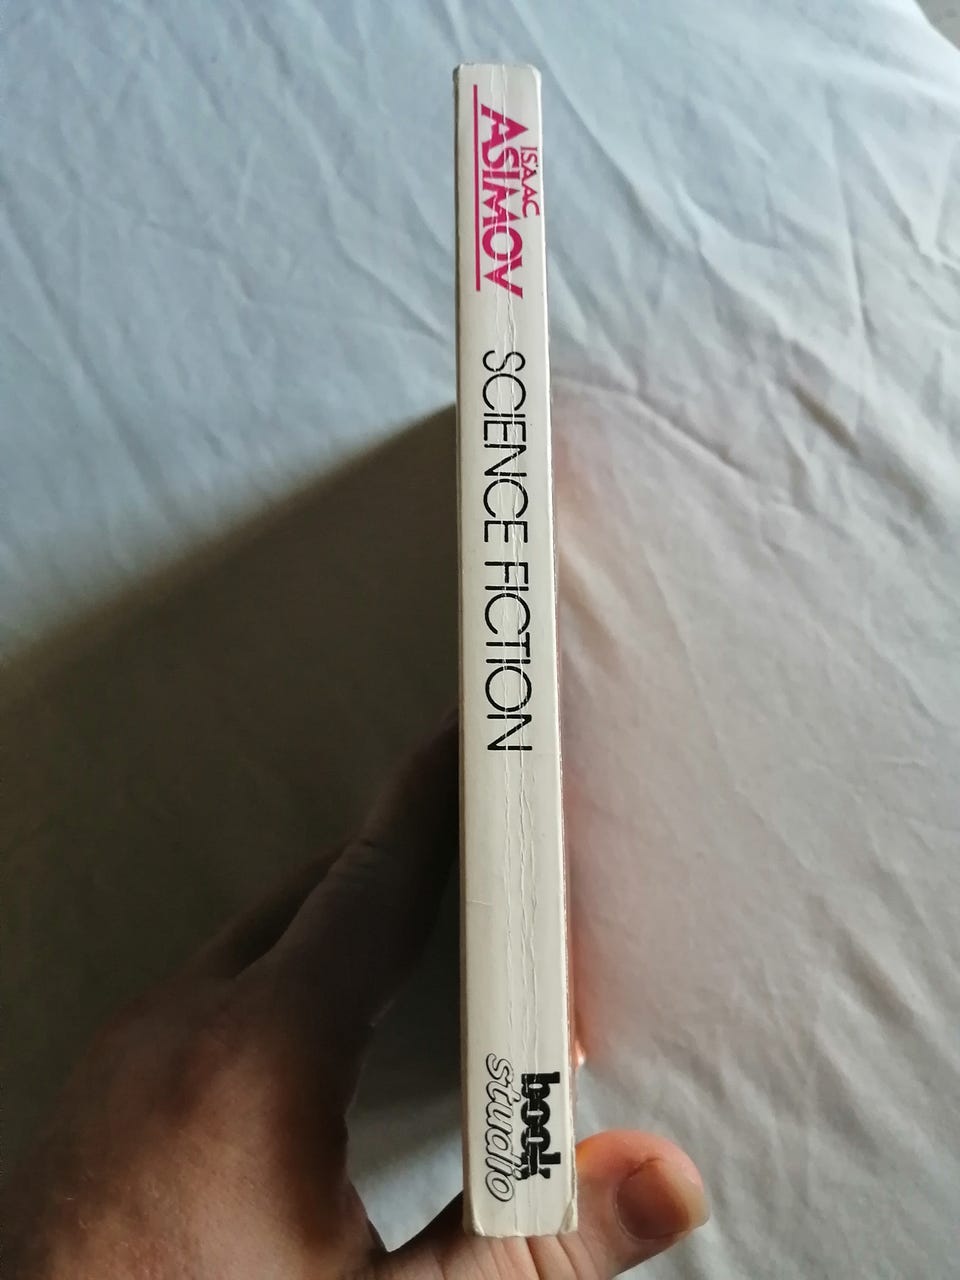 ISAAC
ASIMOV
SCIENCE FICTION
book
studio